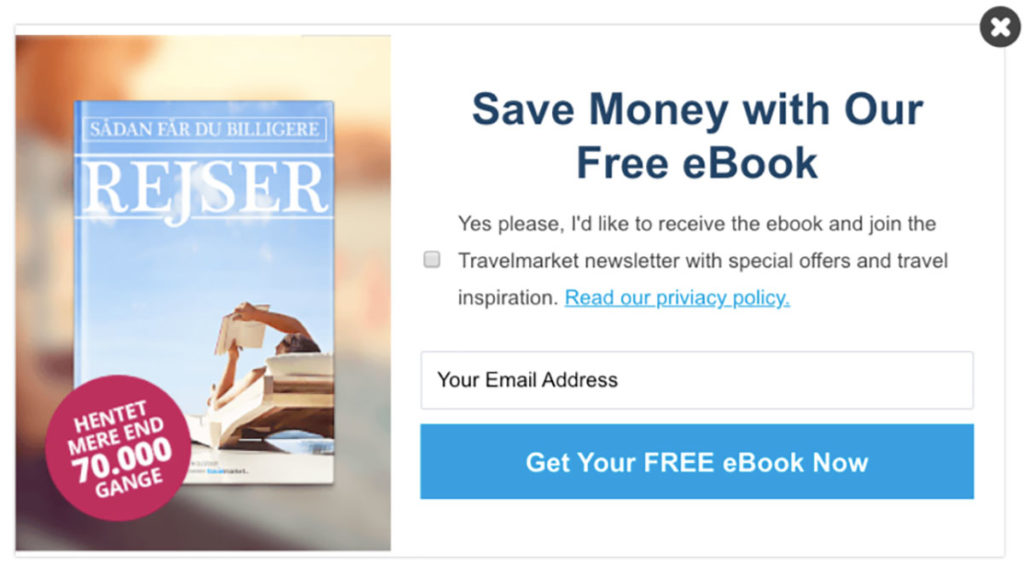 SÅDAN FÅR DU BILLIGERE
REJSER
HENTET
MERE END
70.000
GANGE
Save Money with Our
Free eBook
Yes please, I'd like to receive the ebook and join the
Travelmarket newsletter with special offers and travel
inspiration. Read our priviacy policy.
Your Email Address
Get Your FREE eBook Now